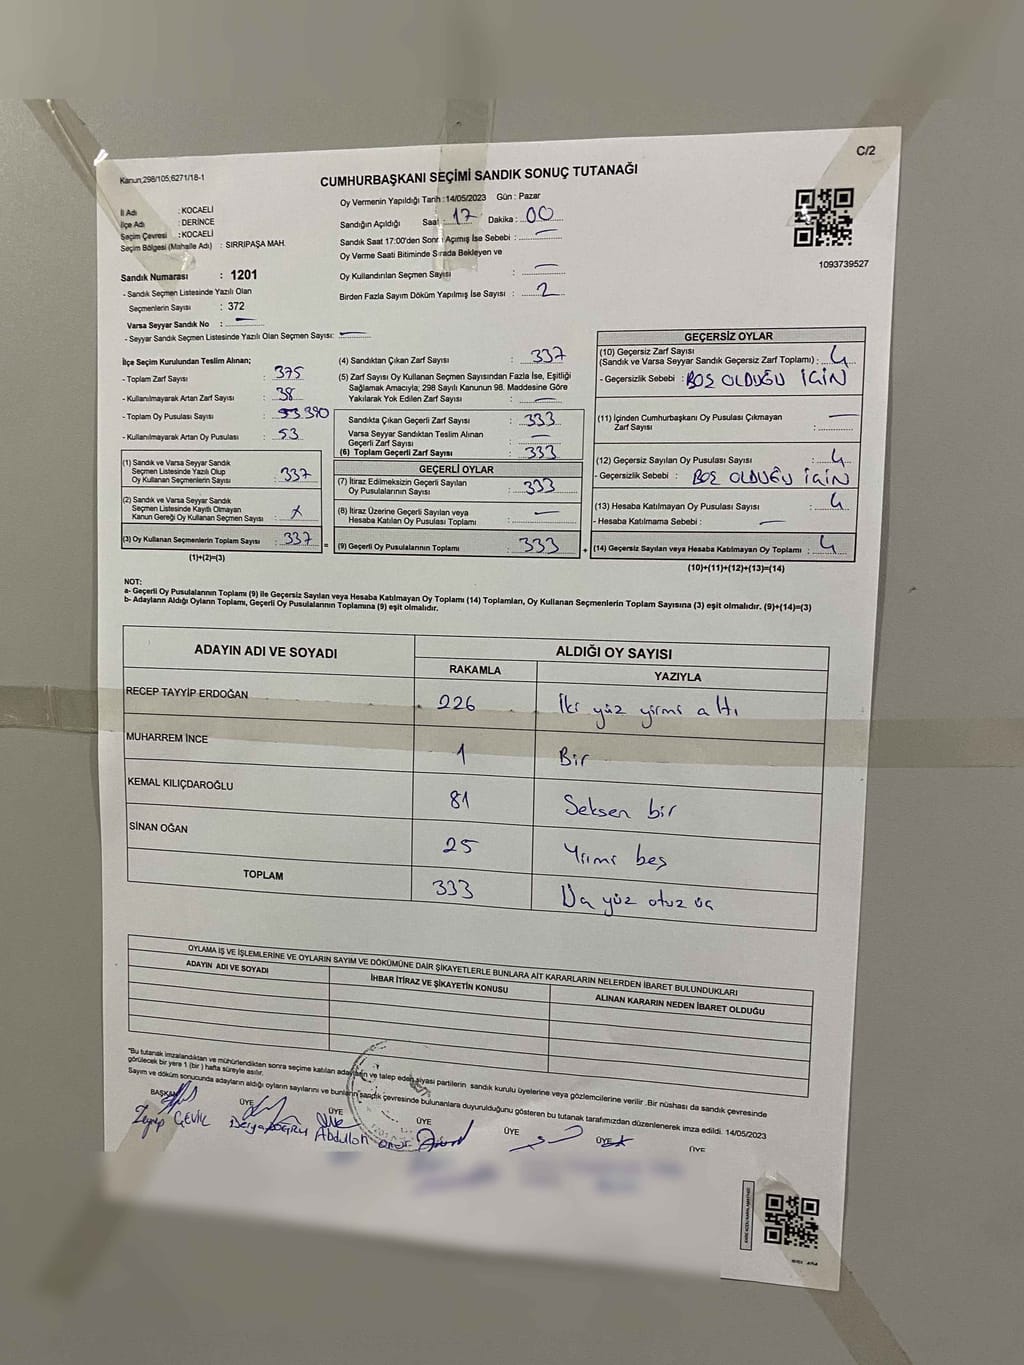 C/2
Kanun;298/105;6271/18-1
CUMHURBAŞKANI SEÇİMİ SANDIK SONUÇ TUTANAĞI
İl Adı : KOCAELİ
İlçe Adı : DERİNCE
Seçim Çevresi : KOCAELİ
Seçim Bölgesi (Mahalle Adı) : SIRRIPAŞA MAH.
Sandık Numarası : 1201
- Sandık Seçmen Listesinde Yazılı Olan
Seçmenlerin Sayısı : 372
Varsa Seyyar Sandık No :
- Seyyar Sandık Seçmen Listesinde Yazılı Olan Seçmen Sayısı:
Oy Vermenin Yapıldığı Tarih :14/05/2023 Gün : Pazar
Sandığın Açıldığı Saat : 17 Dakika : 00
Sandık Saat 17:00'den Sonra Açımış İse Sebebi :
Oy Verme Saati Bitiminde Sırada Bekleyen ve
Oy Kullandırılan Seçmen Sayısı :
Birden Fazla Sayım Döküm Yapılmış İse Sayısı : 2
1093739527
İlçe Seçim Kurulundan Teslim Alınan;
- Toplam Zarf Sayısı : 375
- Kullanılmayarak Artan Zarf Sayısı : 38
- Toplam Oy Pusulası Sayısı : 390
- Kullanılmayarak Artan Oy Pusulası : 53
(1) Sandık ve Varsa Seyyar Sandık
Seçmen Listesinde Yazılı Olup
Oy Kullanan Seçmenlerin Sayısı : 337
(2) Sandık ve Varsa Seyyar Sandık
Seçmen Listesinde Kayıtlı Olmayan
Kanun Gereği Oy Kullanan Seçmen Sayısı :
(3) Oy Kullanan Seçmenlerin Toplam Sayısı : 337 =
(1)+(2)=(3)
(4) Sandıktan Çıkan Zarf Sayısı : 337
(5) Zarf Sayısı Oy Kullanan Seçmen Sayısından Fazla İse, Eşitliği
Sağlamak Amacıyla; 298 Sayılı Kanunun 98. Maddesine Göre
Yakılarak Yok Edilen Zarf Sayısı :
Sandıkta Çıkan Geçerli Zarf Sayısı : 333
Varsa Seyyar Sandıktan Teslim Alınan
Geçerli Zarf Sayısı :
(6) Toplam Geçerli Zarf Sayısı : 333
GEÇERLİ OYLAR
(7) İtiraz Edilmeksizin Geçerli Sayılan
Oy Pusulalarının Sayısı : 333
(8) İtiraz Üzerine Geçerli Sayılan veya
Hesaba Katılan Oy Pusulası Toplamı :
(9) Geçerli Oy Pusulalarının Toplamı : 333 +
GEÇERSİZ OYLAR
(10) Geçersiz Zarf Sayısı
(Sandık ve Varsa Seyyar Sandık Geçersiz Zarf Toplamı) : 4
- Geçersizlik Sebebi : BOŞ OLDUĞU İÇİN
(11) İçinden Cumhurbaşkanı Oy Pusulası Çıkmayan
Zarf Sayısı :
(12) Geçersiz Sayılan Oy Pusulası Sayısı : 4
- Geçersizlik Sebebi : BOŞ OLDUĞU İÇİN
(13) Hesaba Katılmayan Oy Pusulası Sayısı : 4
- Hesaba Katılmama Sebebi :
(14) Geçersiz Sayılan veya Hesaba Katılmayan Oy Toplamı : 4
(10)+(11)+(12)+(13)=(14)
NOT:
a- Geçerli Oy Pusulalarının Toplamı (9) ile Geçersiz Sayılan veya Hesaba Katılmayan Oy Toplamı (14) Toplamları, Oy Kullanan Seçmenlerin Toplam Sayısına (3) eşit olmalıdır. (9)+(14)=(3)
b- Adayların Aldığı Oyların Toplamı, Geçerli Oy Pusulalarının Toplamına (9) eşit olmalıdır.
ADAYIN ADI VE SOYADI ALDIĞI OY SAYISI
RAKAMLA YAZIYLA
RECEP TAYYİP ERDOĞAN 226 İki yüz yirmi altı
MUHARREM İNCE 1 Bir
KEMAL KILIÇDAROĞLU 81 Seksen bir
SİNAN OĞAN 25 Yirmi beş
TOPLAM 333 Üç yüz otuz üç
OYLAMA İŞ VE İŞLEMLERİNE VE OYLARIN SAYIM VE DÖKÜMÜNE DAİR ŞİKAYETLERLE BUNLARA AİT KARARLARIN NELERDEN İBARET BULUNDUKLARI
ADAYIN ADI VE SOYADI İHBAR İTİRAZ VE ŞİKAYETİN KONUSU ALINAN KARARIN NEDEN İBARET OLDUĞU
"Bu tutanak imzalandıktan ve mühürlendikten sonra seçime katılan adayların ve talep eden siyasi partilerin sandık kurulu üyelerine veya gözlemcilerine verilir. Bir nüshası da sandık çevresinde
görülecek bir yere 1 (bir) hafta süreyle asılır.
Sayım ve döküm sonucunda adayların aldığı oyların sayılarını ve bunların sandık çevresinde bulunanlara duyurulduğunu gösteren bu tutanak tarafımızdan düzenlenerek imza edildi. 14/05/2023
BAŞKAN ÜYE ÜYE ÜYE ÜYE ÜYE ÜYE
Zeynep ÇEVİK Derya DOĞRU Abdullah